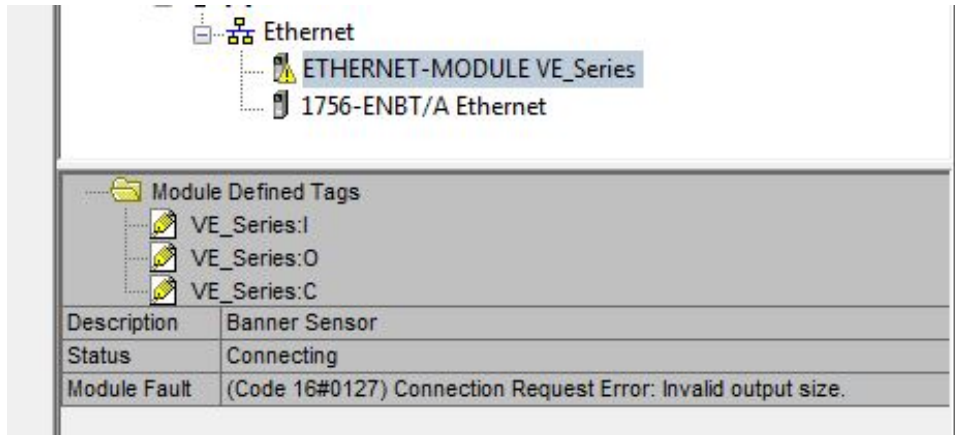 Ethernet
ETHERNET-MODULE VE_Series
1756-ENBT/A Ethernet
Module Defined Tags
VE_Series:I
VE_Series:O
VE_Series:C
Description Banner Sensor
Status Connecting
Module Fault (Code 16#0127) Connection Request Error: Invalid output size.